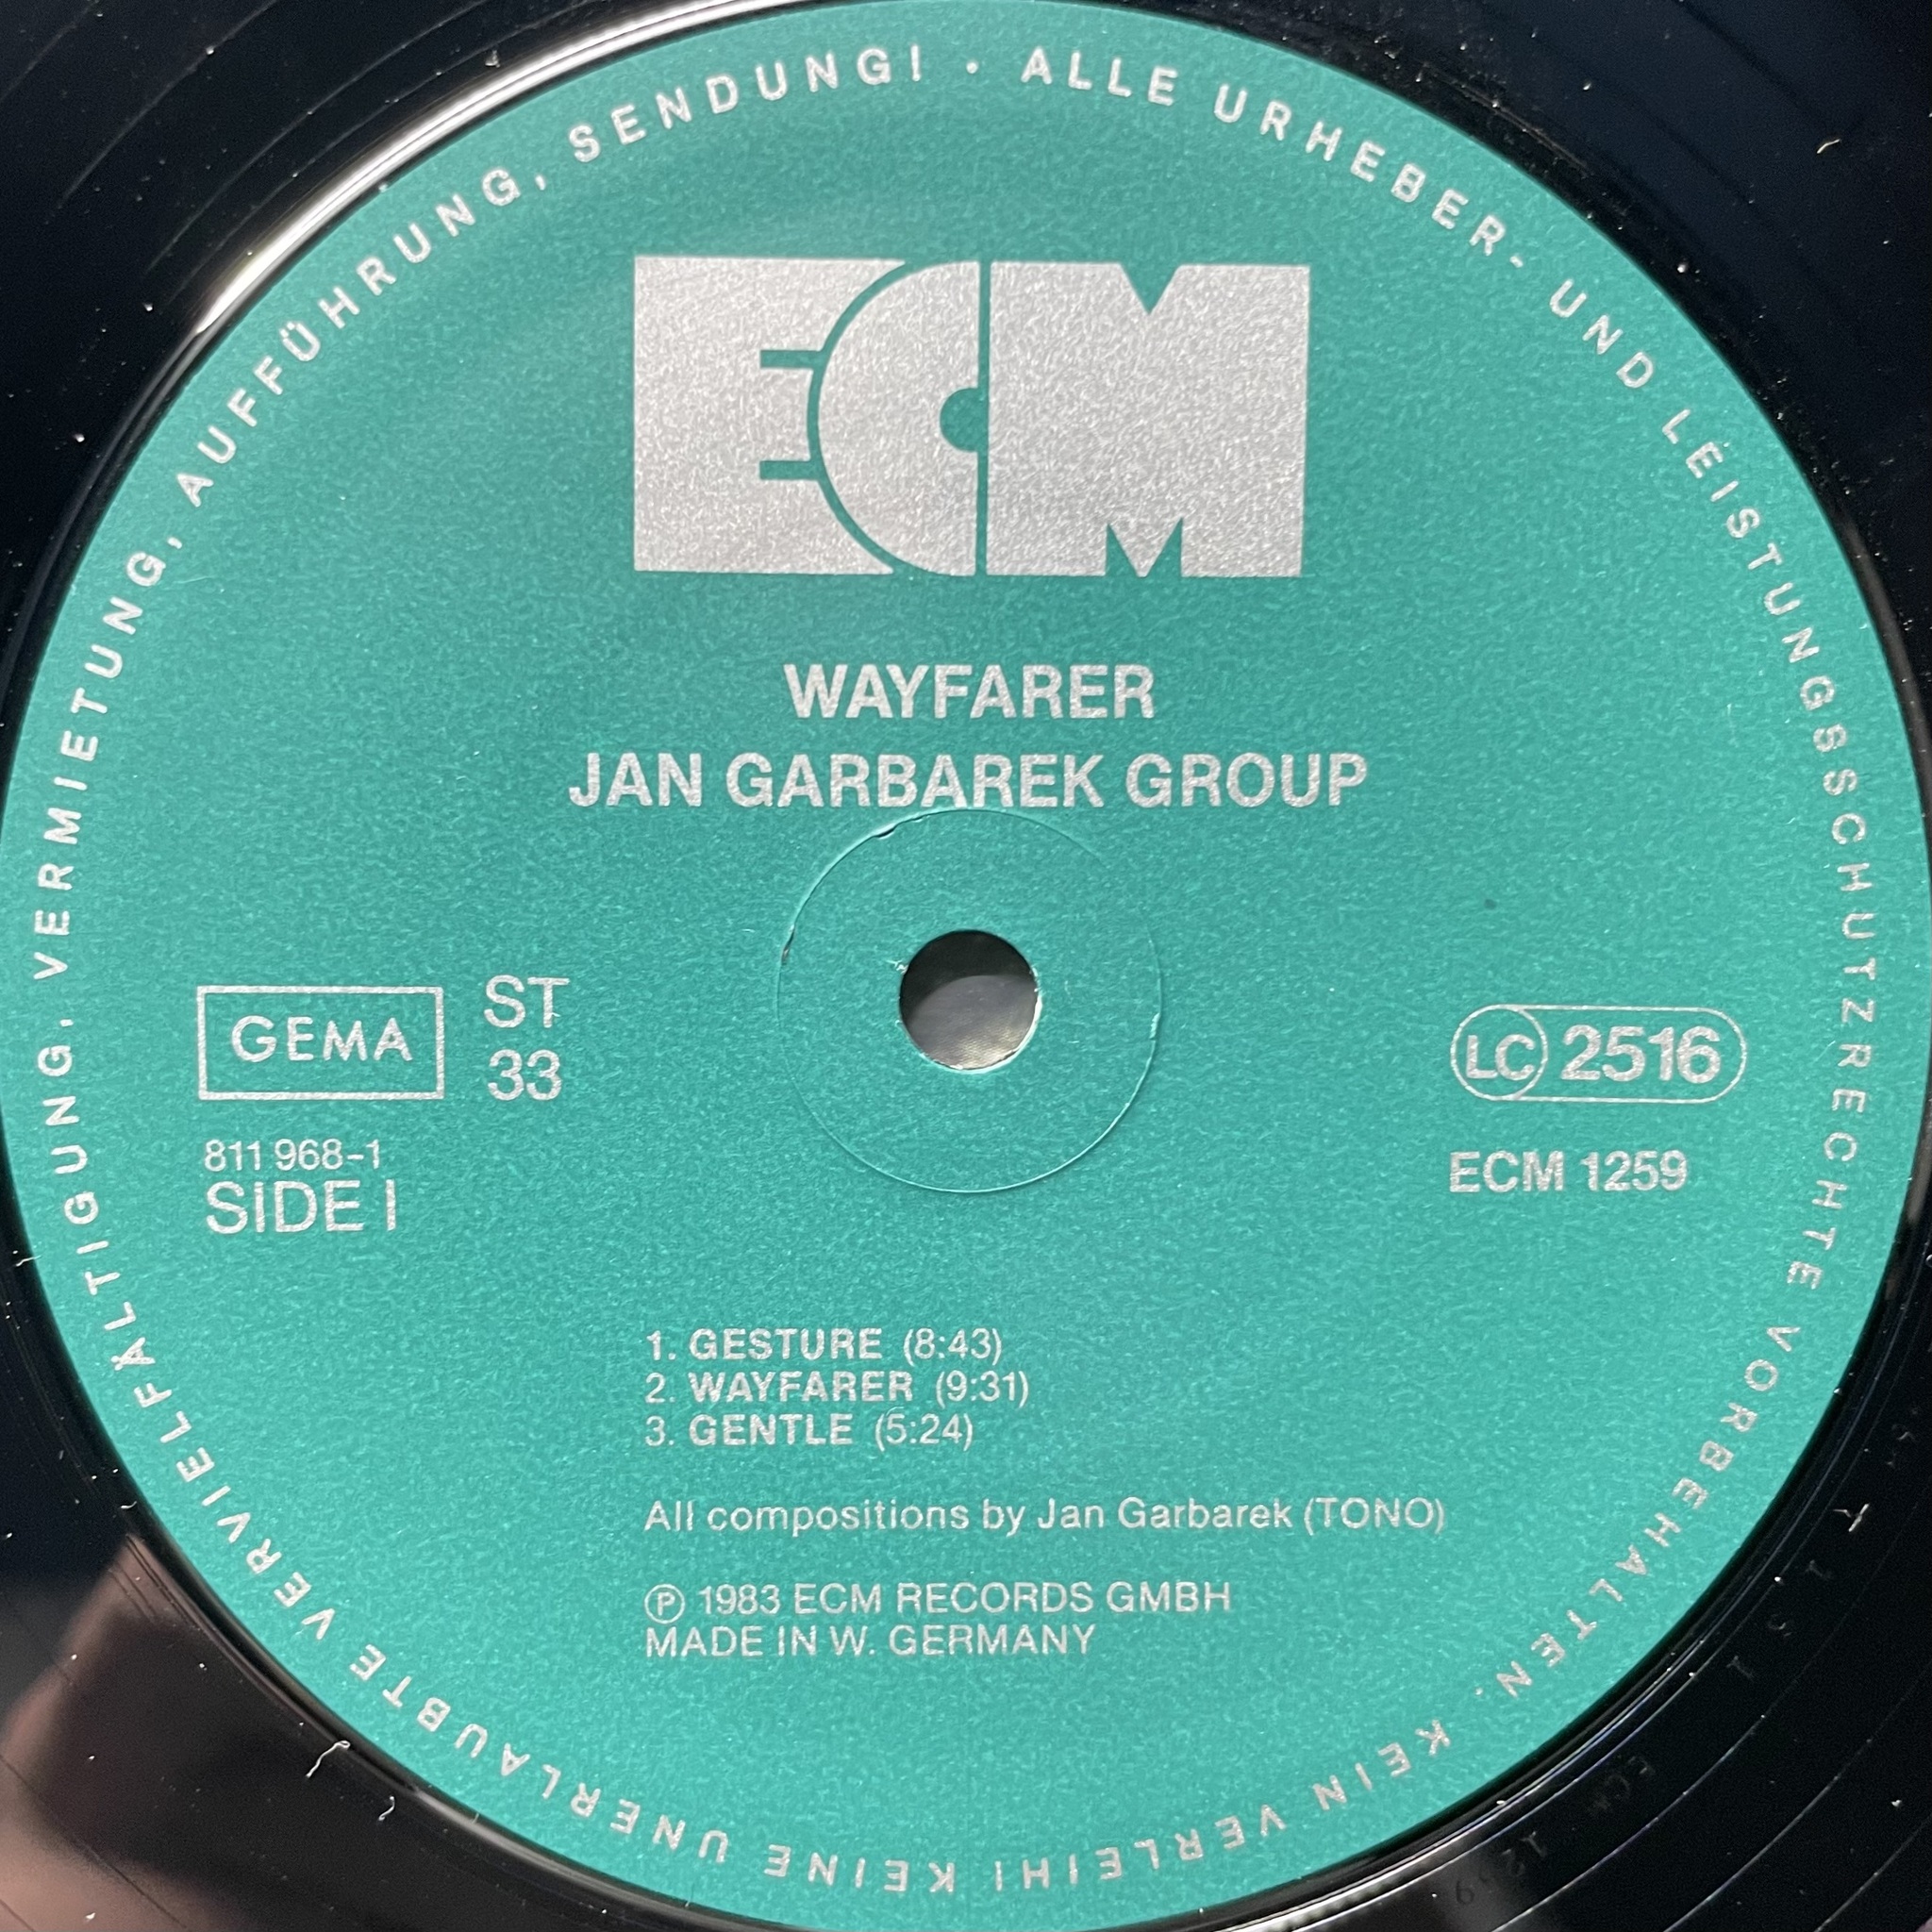 ALLE URHEBER- UND LEISTUNGSSCHUTZRECHTE VORBEHALTEN. KEIN VERLEIH! KEINE UNERLAUBTE VERVIELFÄLTIGUNG, VERMIETUNG, AUFFÜHRUNG, SENDUNG! ·
ECM
WAYFARER
JAN GARBAREK GROUP
GEMA
ST
33
811 968-1
SIDE I
LC 2516
ECM 1259
1. GESTURE (8:43)
2. WAYFARER (9:31)
3. GENTLE (5:24)
All compositions by Jan Garbarek (TONO)
Ⓟ 1983 ECM RECORDS GMBH
MADE IN W. GERMANY
ECM 1259